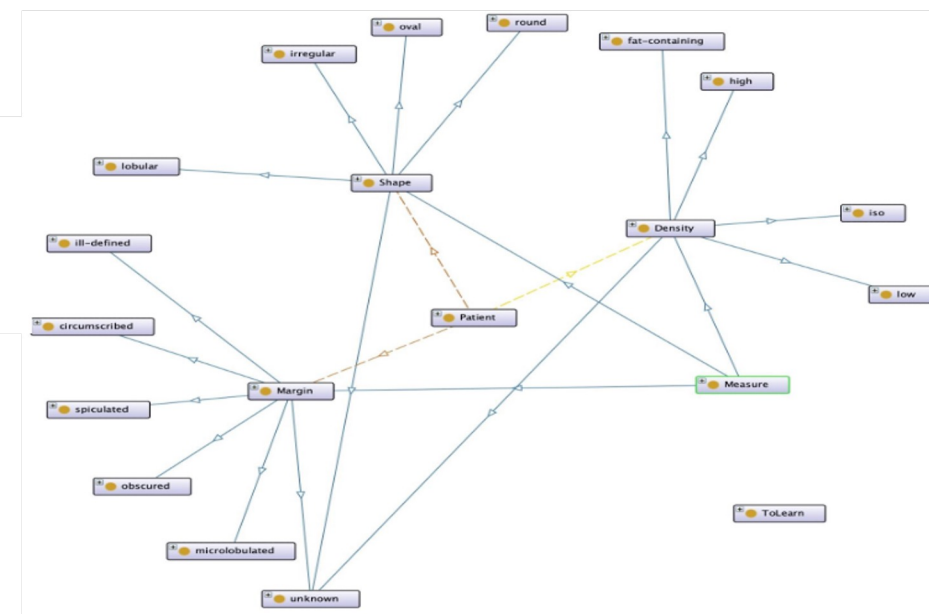 round
oval
irregular
fat-containing
high
lobular
Shape
iso
Density
ill-defined
low
Patient
circumscribed
Measure
Margin
spiculated
obscured
ToLearn
microlobulated
unknown